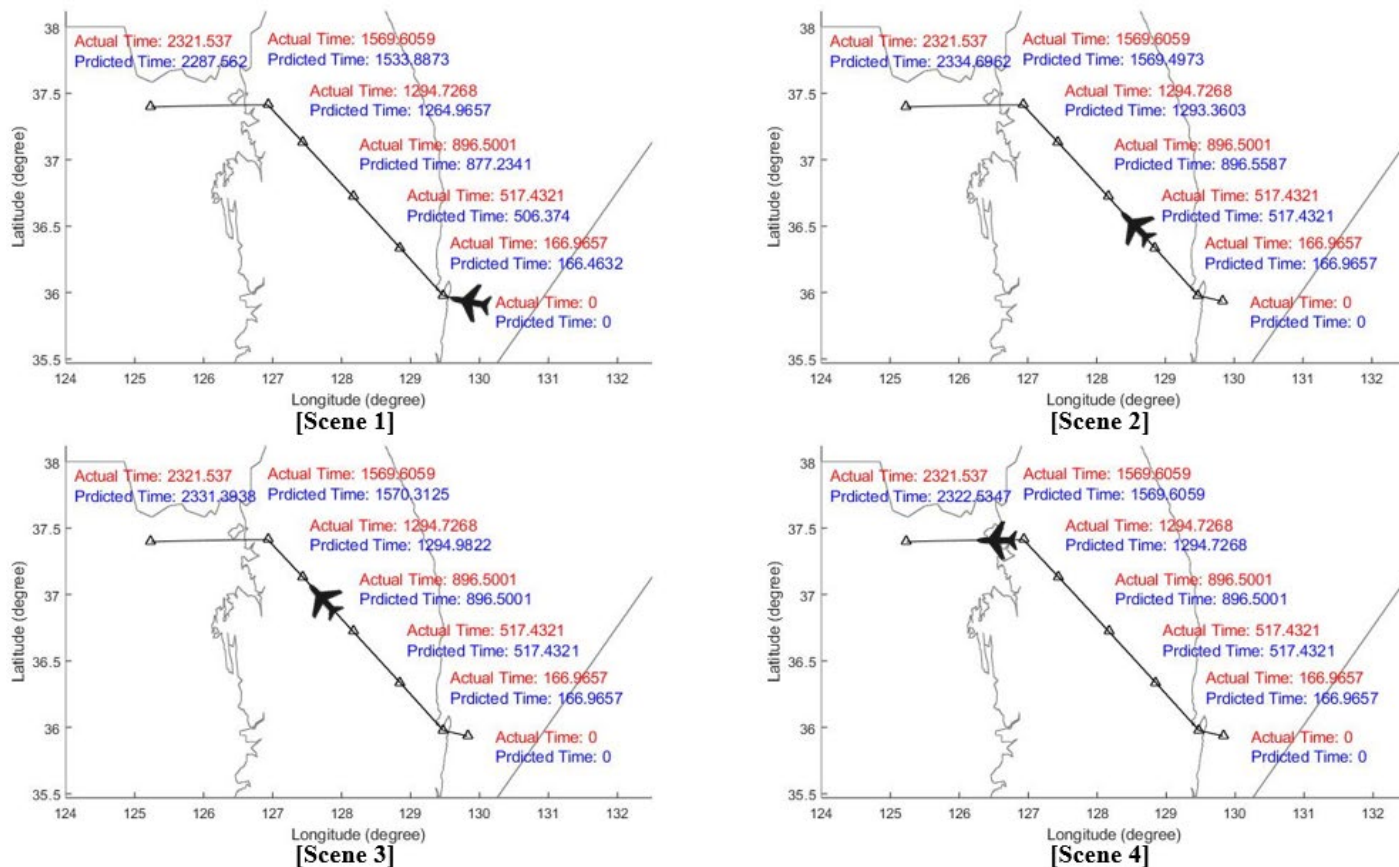 38
Actual Time: 2321.537
Prdicted Time: 2287.562
Actual Time: 1569.6059
Prdicted Time: 1533.8873
37.5
Actual Time: 1294.7268
Prdicted Time: 1264.9657
37
Actual Time: 896.5001
Prdicted Time: 877.2341
36.5
Actual Time: 517.4321
Prdicted Time: 506.374
Actual Time: 166.9657
Prdicted Time: 166.4632
36
Actual Time: 0
Prdicted Time: 0
35.5
Latitude (degree)
124 125 126 127 128 129 130 131 132
Longitude (degree)
[Scene 1]
38
Actual Time: 2321.537
Prdicted Time: 2334.6962
Actual Time: 1569.6059
Prdicted Time: 1569.4973
37.5
Actual Time: 1294.7268
Prdicted Time: 1293.3603
37
Actual Time: 896.5001
Prdicted Time: 896.5587
36.5
Actual Time: 517.4321
Prdicted Time: 517.4321
Actual Time: 166.9657
Prdicted Time: 166.9657
36
Actual Time: 0
Prdicted Time: 0
35.5
Latitude (degree)
124 125 126 127 128 129 130 131 132
Longitude (degree)
[Scene 2]
38
Actual Time: 2321.537
Prdicted Time: 2331.3938
Actual Time: 1569.6059
Prdicted Time: 1570.3125
37.5
Actual Time: 1294.7268
Prdicted Time: 1294.9822
37
Actual Time: 896.5001
Prdicted Time: 896.5001
36.5
Actual Time: 517.4321
Prdicted Time: 517.4321
Actual Time: 166.9657
Prdicted Time: 166.9657
36
Actual Time: 0
Prdicted Time: 0
35.5
Latitude (degree)
124 125 126 127 128 129 130 131 132
Longitude (degree)
[Scene 3]
38
Actual Time: 2321.537
Prdicted Time: 2322.5347
Actual Time: 1569.6059
Prdicted Time: 1569.6059
37.5
Actual Time: 1294.7268
Prdicted Time: 1294.7268
37
Actual Time: 896.5001
Prdicted Time: 896.5001
36.5
Actual Time: 517.4321
Prdicted Time: 517.4321
Actual Time: 166.9657
Prdicted Time: 166.9657
36
Actual Time: 0
Prdicted Time: 0
35.5
Latitude (degree)
124 125 126 127 128 129 130 131 132
Longitude (degree)
[Scene 4]